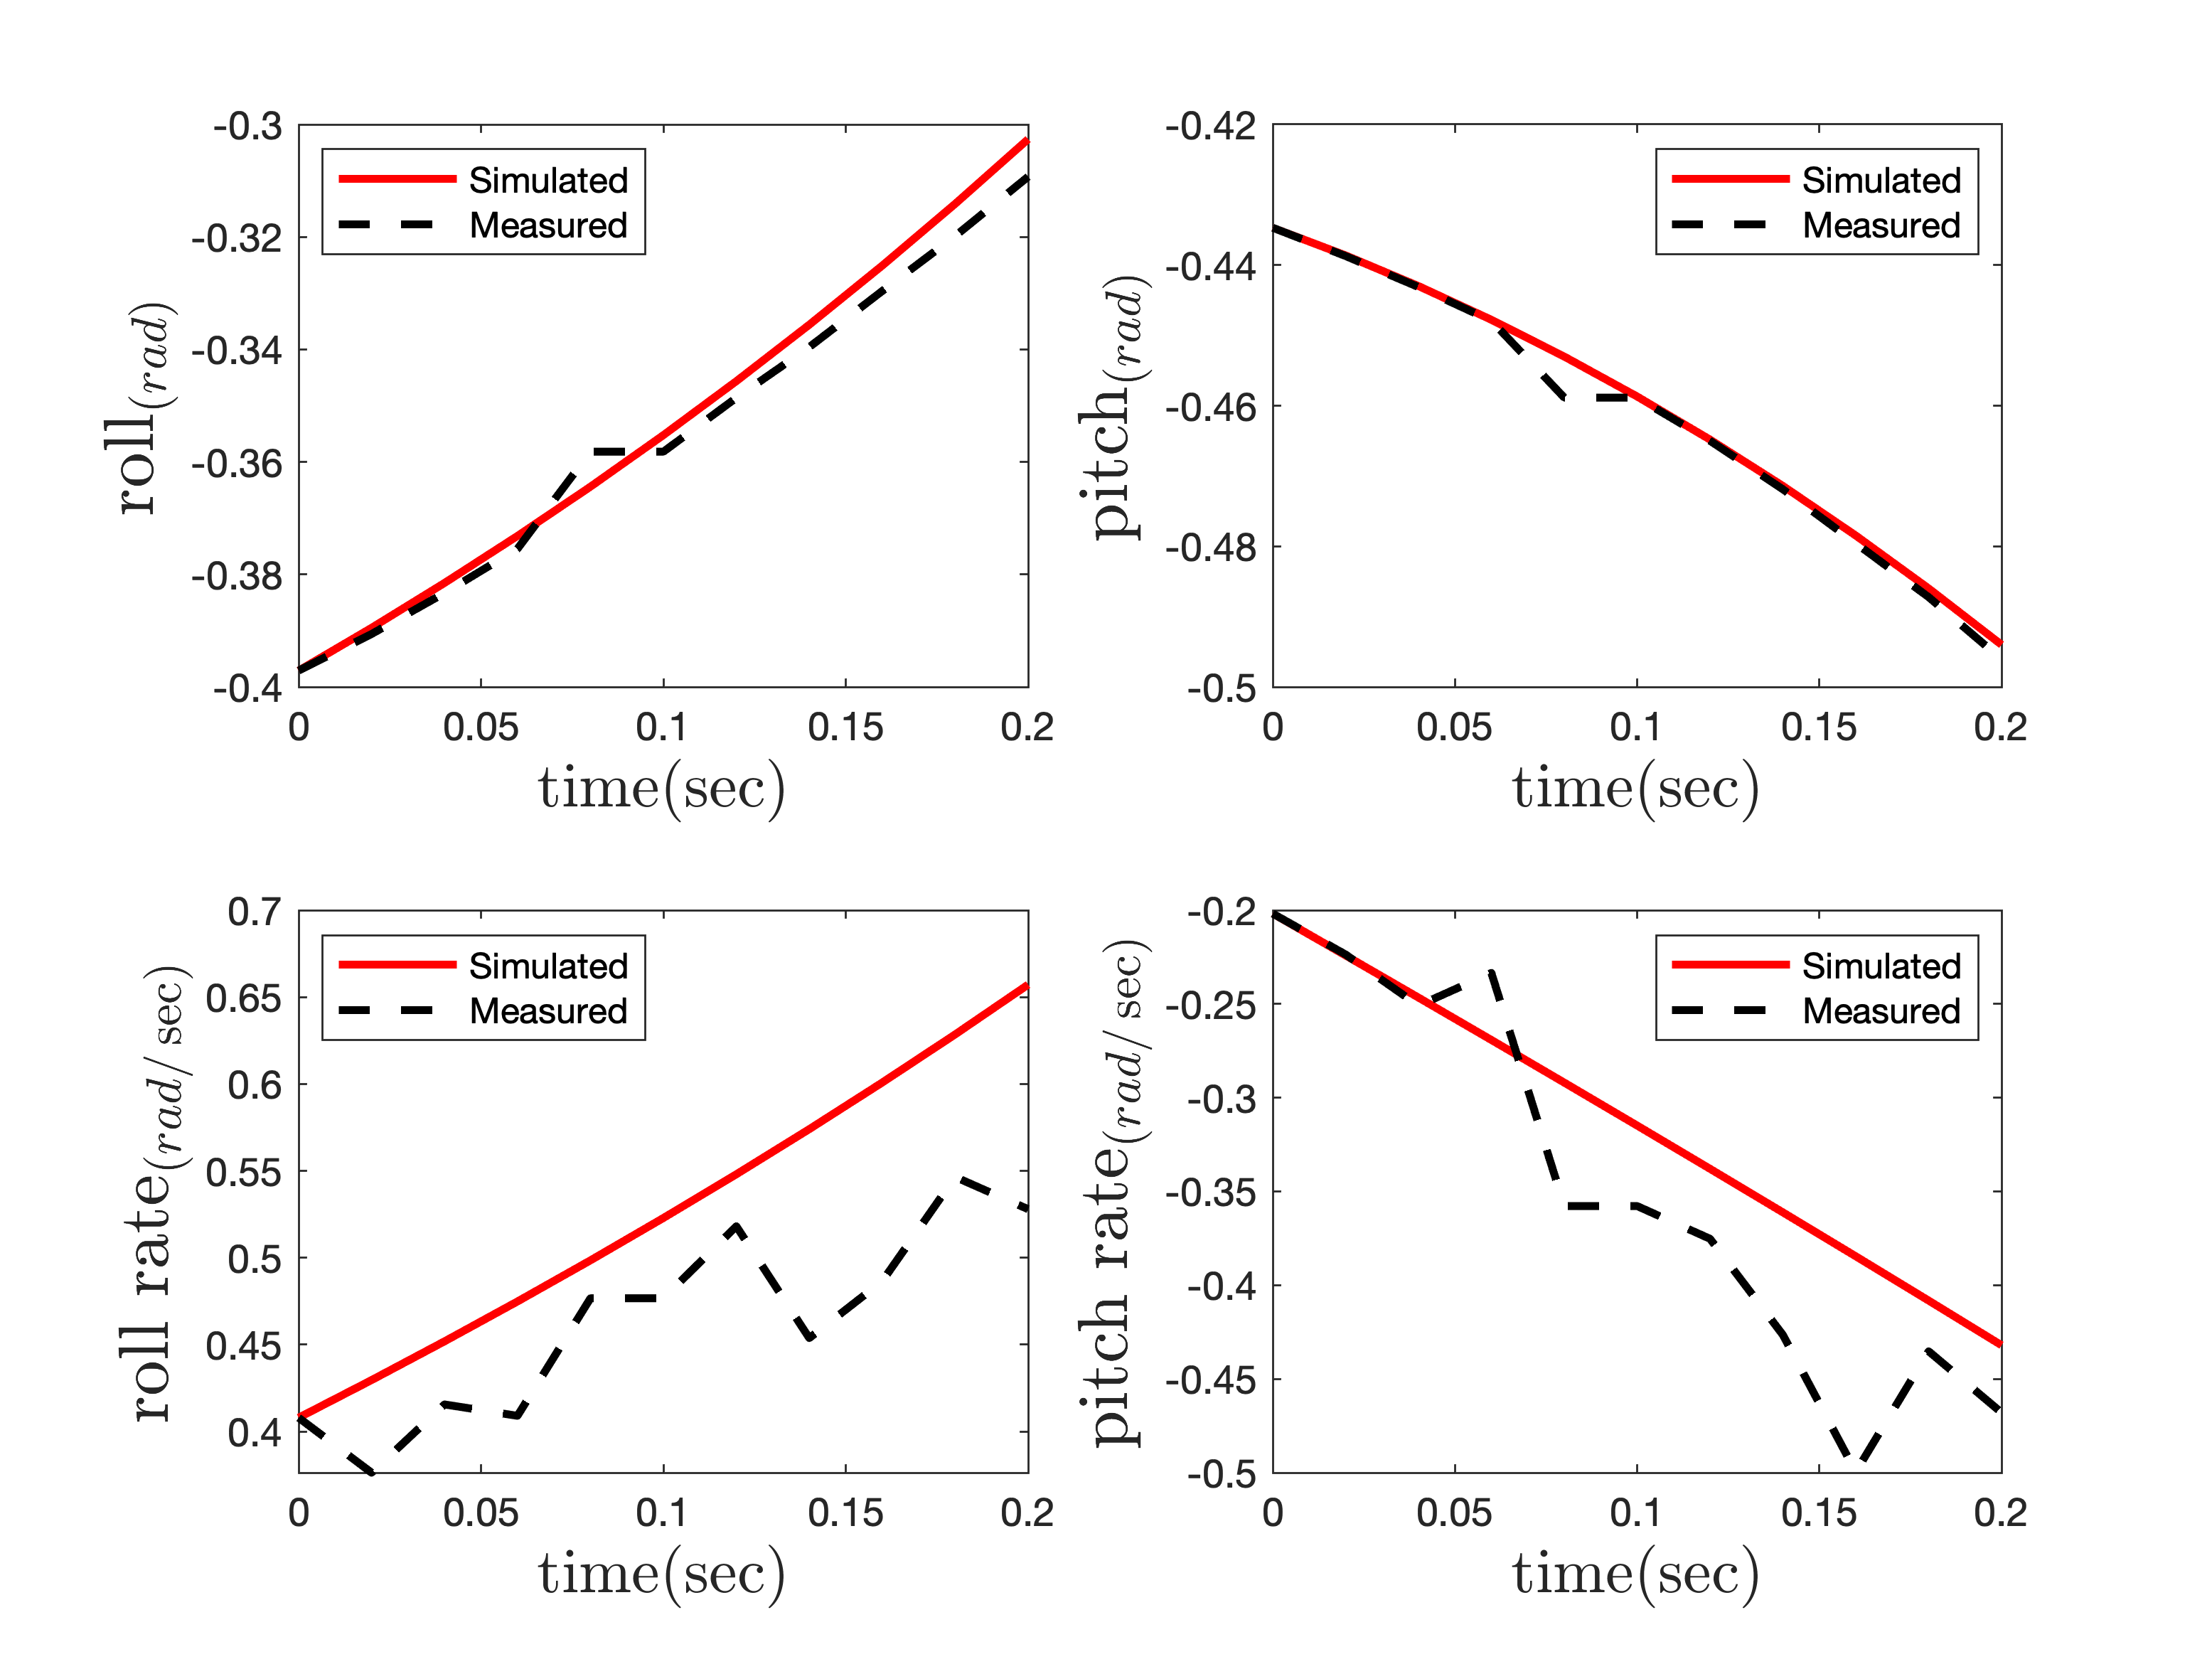 roll(rad)
-0.3
-0.32
-0.34
-0.36
-0.38
-0.4
Simulated
Measured
0 0.05 0.1 0.15 0.2
time(sec)
pitch(rad)
-0.42
-0.44
-0.46
-0.48
-0.5
Simulated
Measured
0 0.05 0.1 0.15 0.2
time(sec)
roll rate(rad/ sec)
0.7
0.65
0.6
0.55
0.5
0.45
0.4
Simulated
Measured
0 0.05 0.1 0.15 0.2
time(sec)
pitch rate(rad/ sec)
-0.2
-0.25
-0.3
-0.35
-0.4
-0.45
-0.5
Simulated
Measured
0 0.05 0.1 0.15 0.2
time(sec)